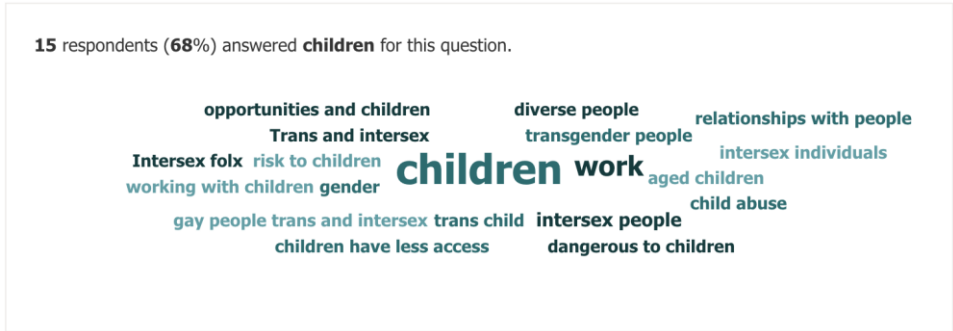 15 respondents (68%) answered children for this question.
opportunities and children diverse people
relationships with people
Trans and intersex transgender people
Intersex folx risk to children children work intersex individuals
working with children gender aged children
child abuse
gay people trans and intersex trans child intersex people
children have less access dangerous to children